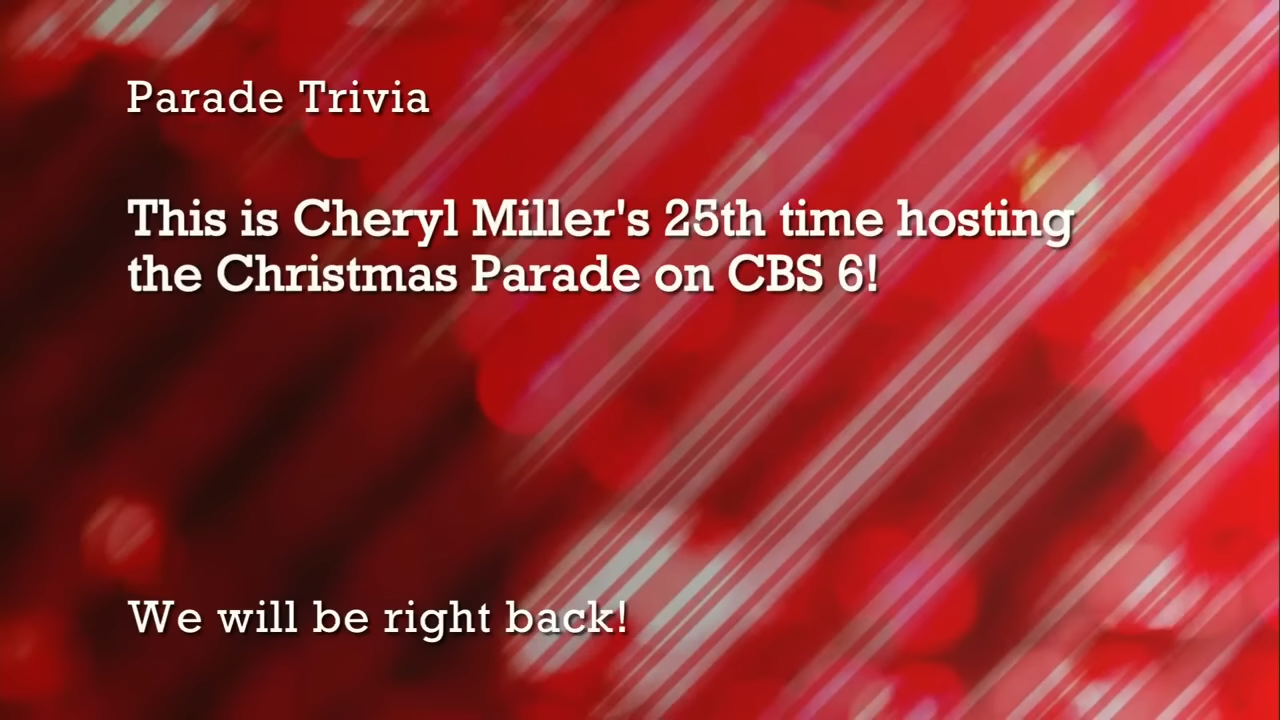 Parade Trivia
This is Cheryl Miller's 25th time hosting
the Christmas Parade on CBS 6!
We will be right back!